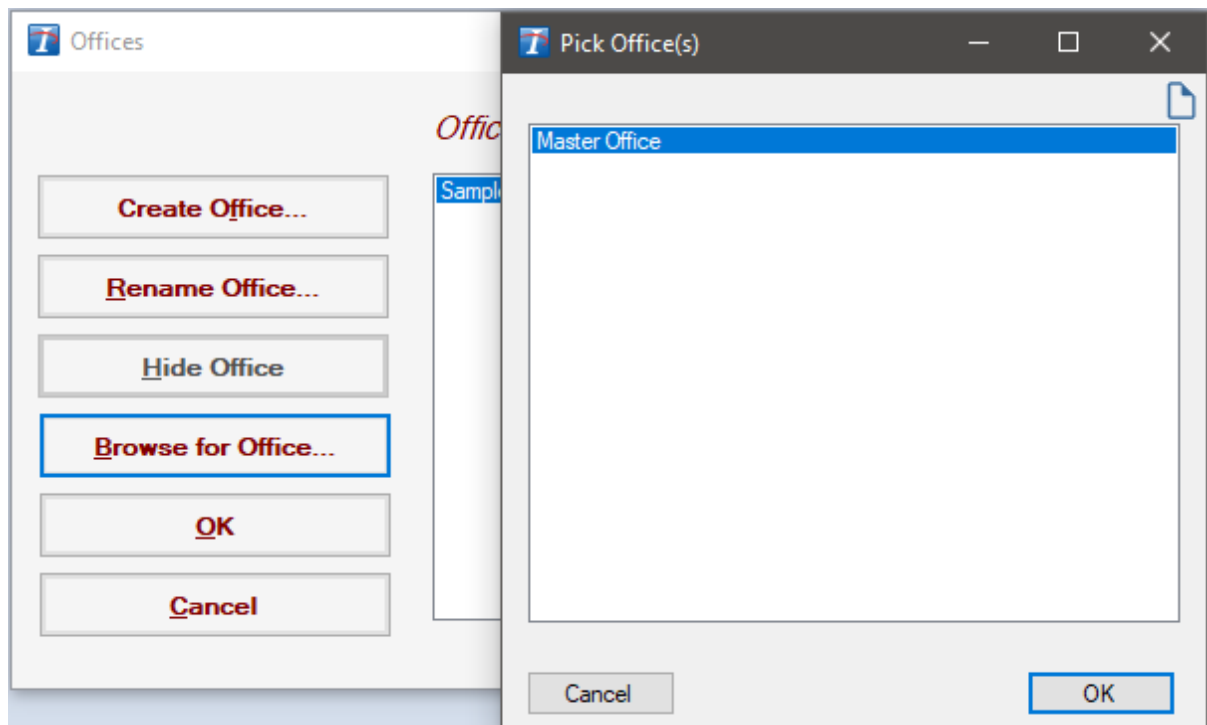 Offices
Create Office...
Rename Office...
Hide Office
Browse for Office...
OK
Cancel
Offic
Sampl
Pick Office(s)
Master Office
Cancel
OK